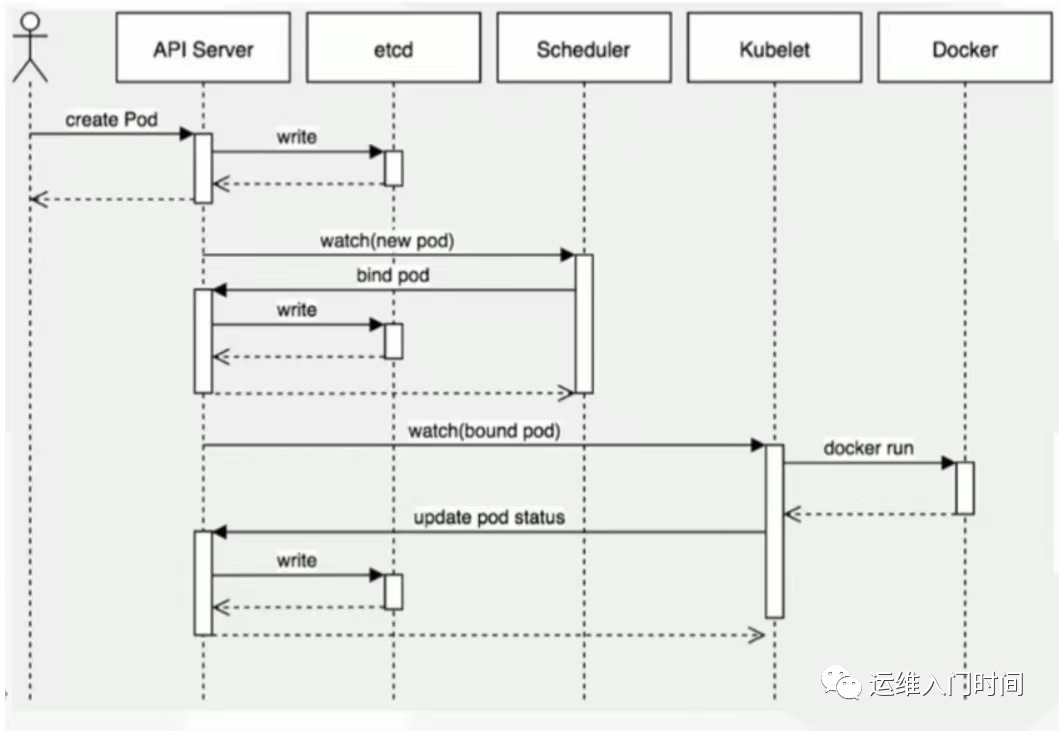 API Server
etcd
Scheduler
Kubelet
Docker
create Pod
write
watch(new pod)
bind pod
write
watch(bound pod)
docker run
update pod status
write
运维入门时间